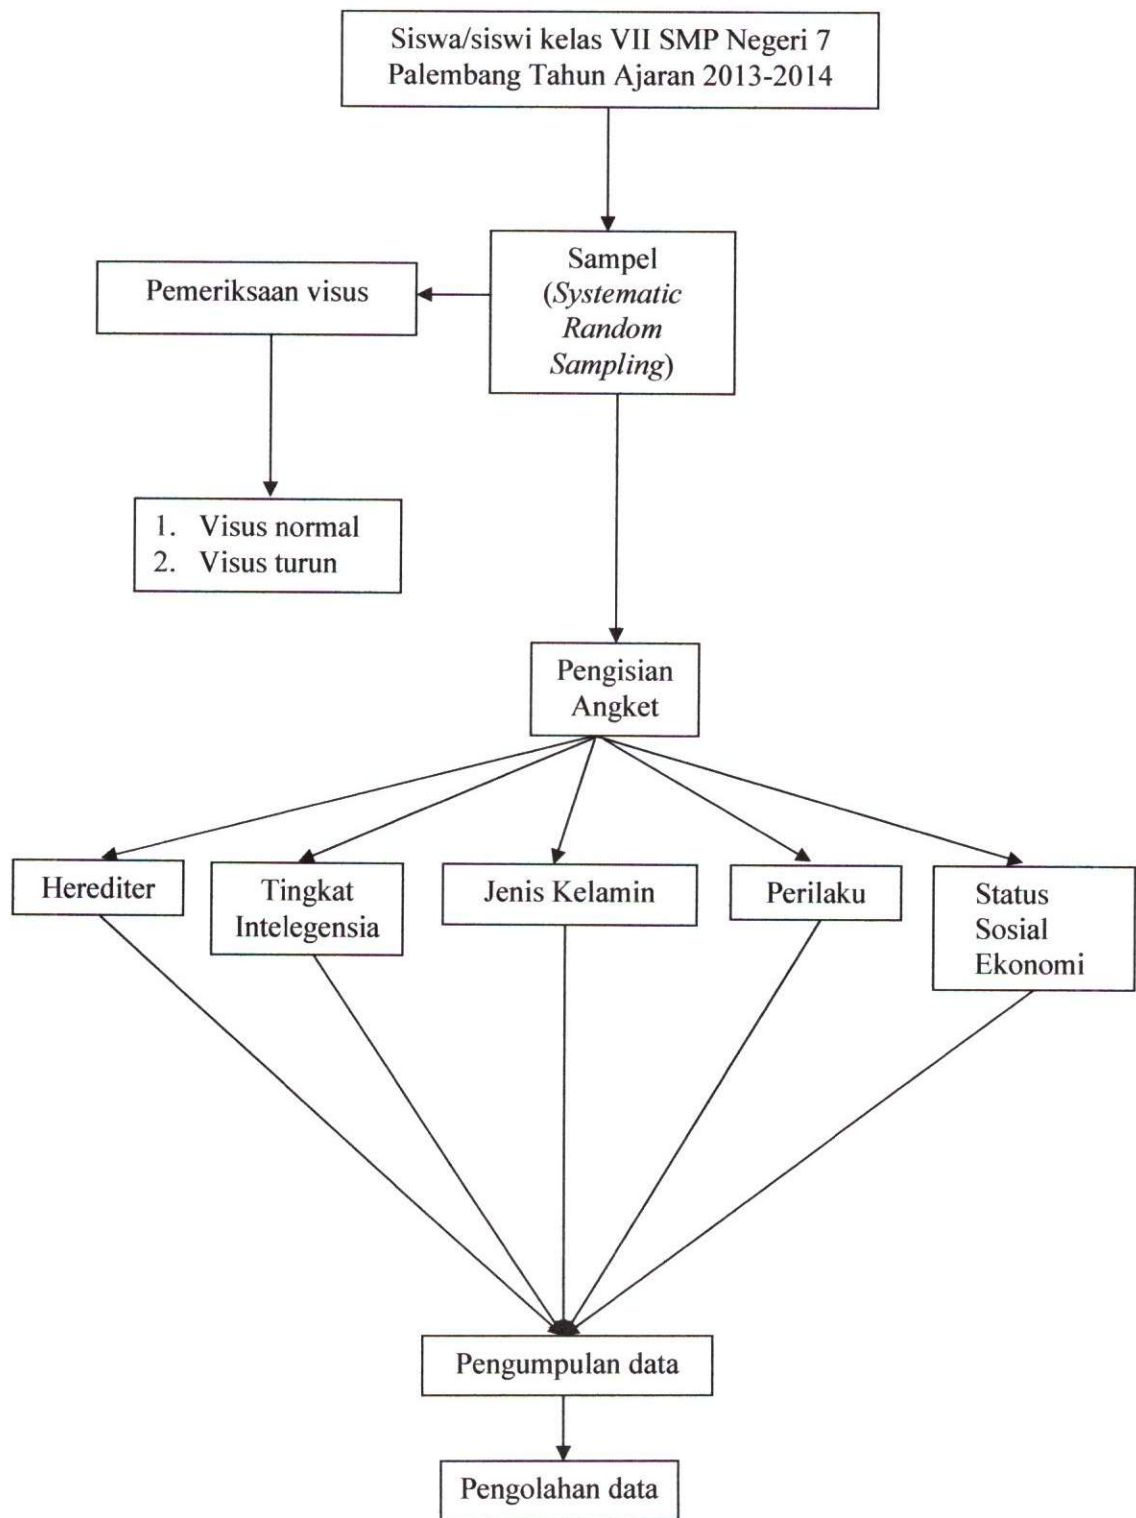 Siswa/siswi kelas VII SMP Negeri 7
Palembang Tahun Ajaran 2013-2014
Sampel
(Systematic
Random
Sampling)
Pemeriksaan visus
1. Visus normal
2. Visus turun
Pengisian
Angket
Herediter
Tingkat
Intelegensia
Jenis Kelamin
Perilaku
Status
Sosial
Ekonomi
Pengumpulan data
Pengolahan data